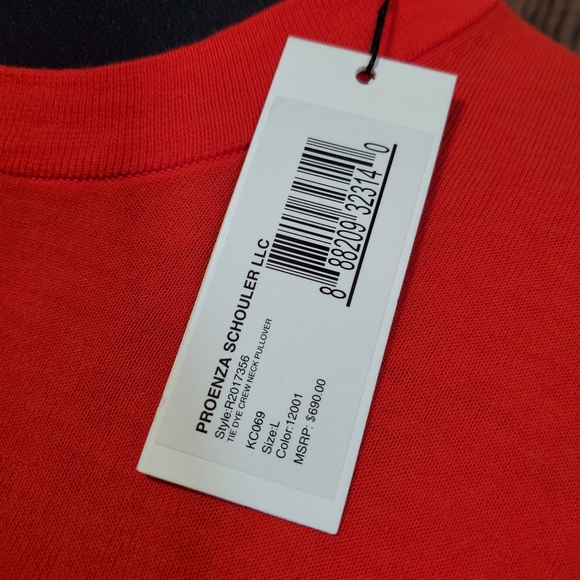 8 88209 32314 0
PROENZA SCHOULER LLC
Style:R2017356
TIE DYE CREW NECK PULLOVER
KC069
Size:L
Color:12001
MSRP: $690.00